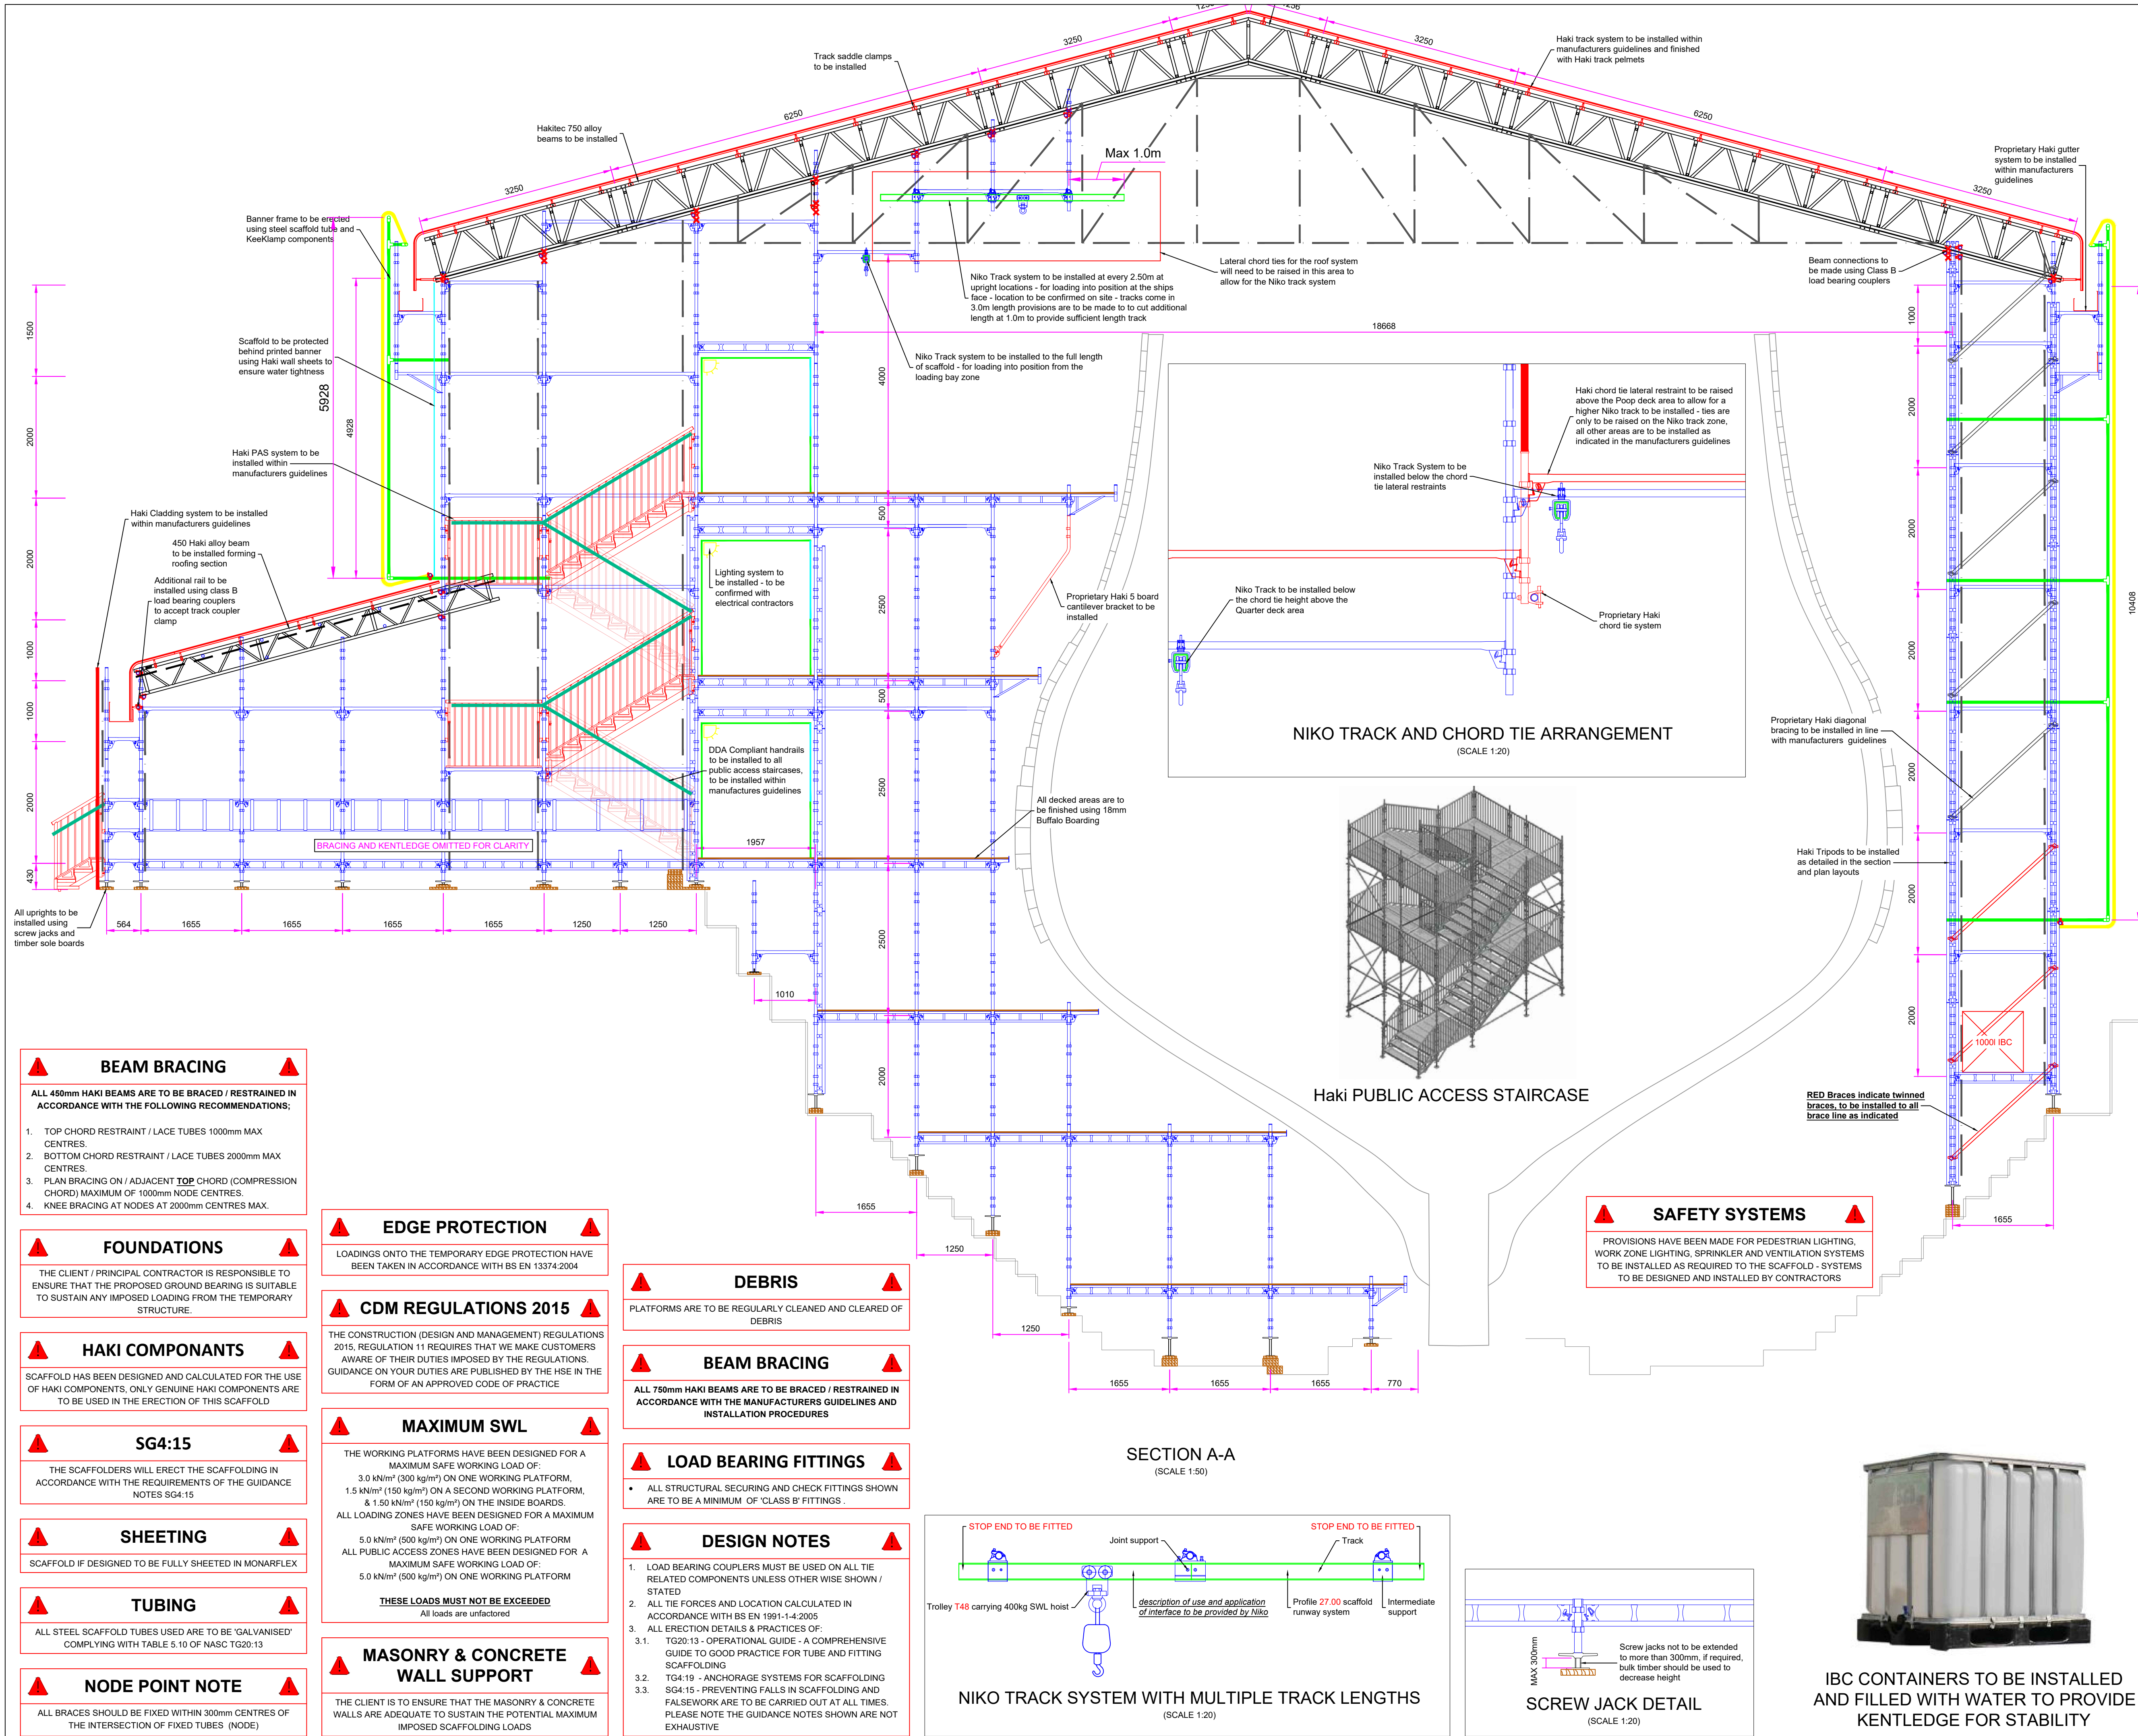 1250
1256
3250
3250
Track saddle clamps
to be installed
Haki track system to be installed within
manufacturers guidelines and finished
with Haki track pelmets
6250
6250
Hakitec 750 alloy
beams to be installed
Max 1.0m
Proprietary Haki gutter
system to be installed
within manufacturers
guidelines
3250
3250
Banner frame to be erected
using steel scaffold tube and
KeeKlamp components
Lateral chord ties for the roof system
will need to be raised in this area to
allow for the Niko track system
Beam connections to
be made using Class B
load bearing couplers
Niko Track system to be installed at every 2.50m at
upright locations - for loading into position at the ships
face - location to be confirmed on site - tracks come in
3.0m length provisions are to be made to to cut additional
length at 1.0m to provide sufficient length track
18668
1500
1000
Scaffold to be protected
behind printed banner
using Haki wall sheets to
ensure water tightness
Niko Track system to be installed to the full length
of scaffold - for loading into position from the
loading bay zone
5928
4928
4000
2000
2000
Haki chord tie lateral restraint to be raised
above the Poop deck area to allow for a
higher Niko track to be installed - ties are
only to be raised on the Niko track zone,
all other areas are to be installed as
indicated in the manufacturers guidelines
Haki PAS system to be
installed within
manufacturers guidelines
Niko Track System to be
installed below the chord
tie lateral restraints
500
2000
Haki Cladding system to be installed
within manufacturers guidelines
2000
450 Haki alloy beam
to be installed forming
roofing section
Additional rail to be
installed using class B
load bearing couplers
to accept track coupler
clamp
Lighting system to
be installed - to be
confirmed with
electrical contractors
2500
Proprietary Haki 5 board
cantilever bracket to be
installed
Niko Track to be installed below
the chord tie height above the
Quarter deck area
Proprietary Haki
chord tie system
10408
1000
2000
500
1000
NIKO TRACK AND CHORD TIE ARRANGEMENT
(SCALE 1:20)
Proprietary Haki diagonal
bracing to be installed in line
with manufacturers guidelines
DDA Compliant handrails
to be installed to all
public access staircases,
to be installed within
manufactures guidelines
2500
2000
2000
All decked areas are to
be finished using 18mm
Buffalo Boarding
BRACING AND KENTLEDGE OMITTED FOR CLARITY
1957
430
Haki Tripods to be installed
as detailed in the section
and plan layouts
2000
All uprights to be
installed using
screw jacks and
timber sole boards
564
1655
1655
1655
1655
1250
1250
2500
1010
2000
2000
1000l IBC
Haki PUBLIC ACCESS STAIRCASE
RED Braces indicate twinned
braces, to be installed to all
brace line as indicated
1655
1655
1250
1250
1655
1655
1655
770
BEAM BRACING
ALL 450mm HAKI BEAMS ARE TO BE BRACED / RESTRAINED IN
ACCORDANCE WITH THE FOLLOWING RECOMMENDATIONS;
1. TOP CHORD RESTRAINT / LACE TUBES 1000mm MAX
CENTRES.
2. BOTTOM CHORD RESTRAINT / LACE TUBES 2000mm MAX
CENTRES.
3. PLAN BRACING ON / ADJACENT TOP CHORD (COMPRESSION
CHORD) MAXIMUM OF 1000mm NODE CENTRES.
4. KNEE BRACING AT NODES AT 2000mm CENTRES MAX.
FOUNDATIONS
THE CLIENT / PRINCIPAL CONTRACTOR IS RESPONSIBLE TO
ENSURE THAT THE PROPOSED GROUND BEARING IS SUITABLE
TO SUSTAIN ANY IMPOSED LOADING FROM THE TEMPORARY
STRUCTURE.
HAKI COMPONANTS
SCAFFOLD HAS BEEN DESIGNED AND CALCULATED FOR THE USE
OF HAKI COMPONENTS, ONLY GENUINE HAKI COMPONENTS ARE
TO BE USED IN THE ERECTION OF THIS SCAFFOLD
SG4:15
THE SCAFFOLDERS WILL ERECT THE SCAFFOLDING IN
ACCORDANCE WITH THE REQUIREMENTS OF THE GUIDANCE
NOTES SG4:15
SHEETING
SCAFFOLD IF DESIGNED TO BE FULLY SHEETED IN MONARFLEX
TUBING
ALL STEEL SCAFFOLD TUBES USED ARE TO BE 'GALVANISED'
COMPLYING WITH TABLE 5.10 OF NASC TG20:13
NODE POINT NOTE
ALL BRACES SHOULD BE FIXED WITHIN 300mm CENTRES OF
THE INTERSECTION OF FIXED TUBES (NODE)
EDGE PROTECTION
LOADINGS ONTO THE TEMPORARY EDGE PROTECTION HAVE
BEEN TAKEN IN ACCORDANCE WITH BS EN 13374:2004
CDM REGULATIONS 2015
THE CONSTRUCTION (DESIGN AND MANAGEMENT) REGULATIONS
2015, REGULATION 11 REQUIRES THAT WE MAKE CUSTOMERS
AWARE OF THEIR DUTIES IMPOSED BY THE REGULATIONS.
GUIDANCE ON YOUR DUTIES ARE PUBLISHED BY THE HSE IN THE
FORM OF AN APPROVED CODE OF PRACTICE
MAXIMUM SWL
THE WORKING PLATFORMS HAVE BEEN DESIGNED FOR A
MAXIMUM SAFE WORKING LOAD OF:
3.0 kN/m² (300 kg/m²) ON ONE WORKING PLATFORM,
1.5 kN/m² (150 kg/m²) ON A SECOND WORKING PLATFORM,
& 1.50 kN/m² (150 kg/m²) ON THE INSIDE BOARDS.
ALL LOADING ZONES HAVE BEEN DESIGNED FOR A MAXIMUM
SAFE WORKING LOAD OF:
5.0 kN/m² (500 kg/m²) ON ONE WORKING PLATFORM
ALL PUBLIC ACCESS ZONES HAVE BEEN DESIGNED FOR A
MAXIMUM SAFE WORKING LOAD OF:
5.0 kN/m² (500 kg/m²) ON ONE WORKING PLATFORM
THESE LOADS MUST NOT BE EXCEEDED
All loads are unfactored
MASONRY & CONCRETE
WALL SUPPORT
THE CLIENT IS TO ENSURE THAT THE MASONRY & CONCRETE
WALLS ARE ADEQUATE TO SUSTAIN THE POTENTIAL MAXIMUM
IMPOSED SCAFFOLDING LOADS
DEBRIS
PLATFORMS ARE TO BE REGULARLY CLEANED AND CLEARED OF
DEBRIS
BEAM BRACING
ALL 750mm HAKI BEAMS ARE TO BE BRACED / RESTRAINED IN
ACCORDANCE WITH THE MANUFACTURERS GUIDELINES AND
INSTALLATION PROCEDURES
LOAD BEARING FITTINGS
• ALL STRUCTURAL SECURING AND CHECK FITTINGS SHOWN
ARE TO BE A MINIMUM OF 'CLASS B' FITTINGS .
DESIGN NOTES
1. LOAD BEARING COUPLERS MUST BE USED ON ALL TIE
RELATED COMPONENTS UNLESS OTHER WISE SHOWN /
STATED
2. ALL TIE FORCES AND LOCATION CALCULATED IN
ACCORDANCE WITH BS EN 1991-1-4:2005
3. ALL ERECTION DETAILS & PRACTICES OF:
3.1. TG20:13 - OPERATIONAL GUIDE - A COMPREHENSIVE
GUIDE TO GOOD PRACTICE FOR TUBE AND FITTING
SCAFFOLDING
3.2. TG4:19 - ANCHORAGE SYSTEMS FOR SCAFFOLDING
3.3. SG4:15 - PREVENTING FALLS IN SCAFFOLDING AND
FALSEWORK ARE TO BE CARRIED OUT AT ALL TIMES.
PLEASE NOTE THE GUIDANCE NOTES SHOWN ARE NOT
EXHAUSTIVE
SAFETY SYSTEMS
PROVISIONS HAVE BEEN MADE FOR PEDESTRIAN LIGHTING,
WORK ZONE LIGHTING, SPRINKLER AND VENTILATION SYSTEMS
TO BE INSTALLED AS REQUIRED TO THE SCAFFOLD - SYSTEMS
TO BE DESIGNED AND INSTALLED BY CONTRACTORS
SECTION A-A
(SCALE 1:50)
STOP END TO BE FITTED
STOP END TO BE FITTED
Joint support
Track
Trolley T48 carrying 400kg SWL hoist
description of use and application
of interface to be provided by Niko
Profile 27.00 scaffold
runway system
Intermediate
support
NIKO TRACK SYSTEM WITH MULTIPLE TRACK LENGTHS
(SCALE 1:20)
MAX 300mm
Screw jacks not to be extended
to more than 300mm, if required,
bulk timber should be used to
decrease height
SCREW JACK DETAIL
(SCALE 1:20)
IBC CONTAINERS TO BE INSTALLED
AND FILLED WITH WATER TO PROVIDE
KENTLEDGE FOR STABILITY